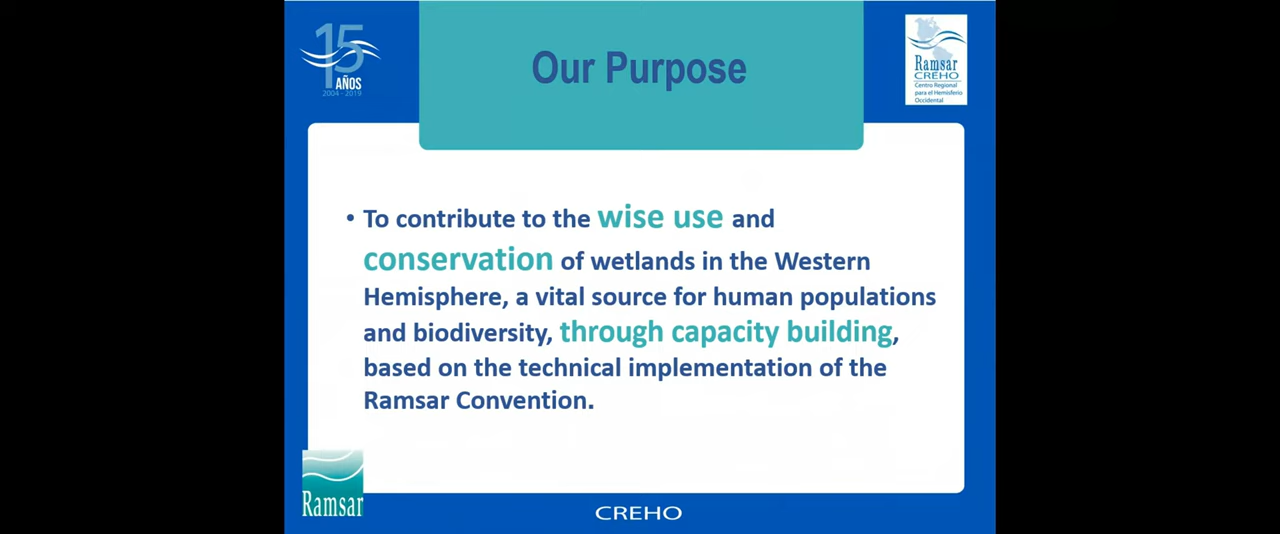 15
AÑOS
2004 - 2019
Our Purpose
Ramsar
CREHO
Centro Regional
para el Hemisferio
Occidental
• To contribute to the wise use and
conservation of wetlands in the Western
Hemisphere, a vital source for human populations
and biodiversity, through capacity building,
based on the technical implementation of the
Ramsar Convention.
Ramsar
CREHO